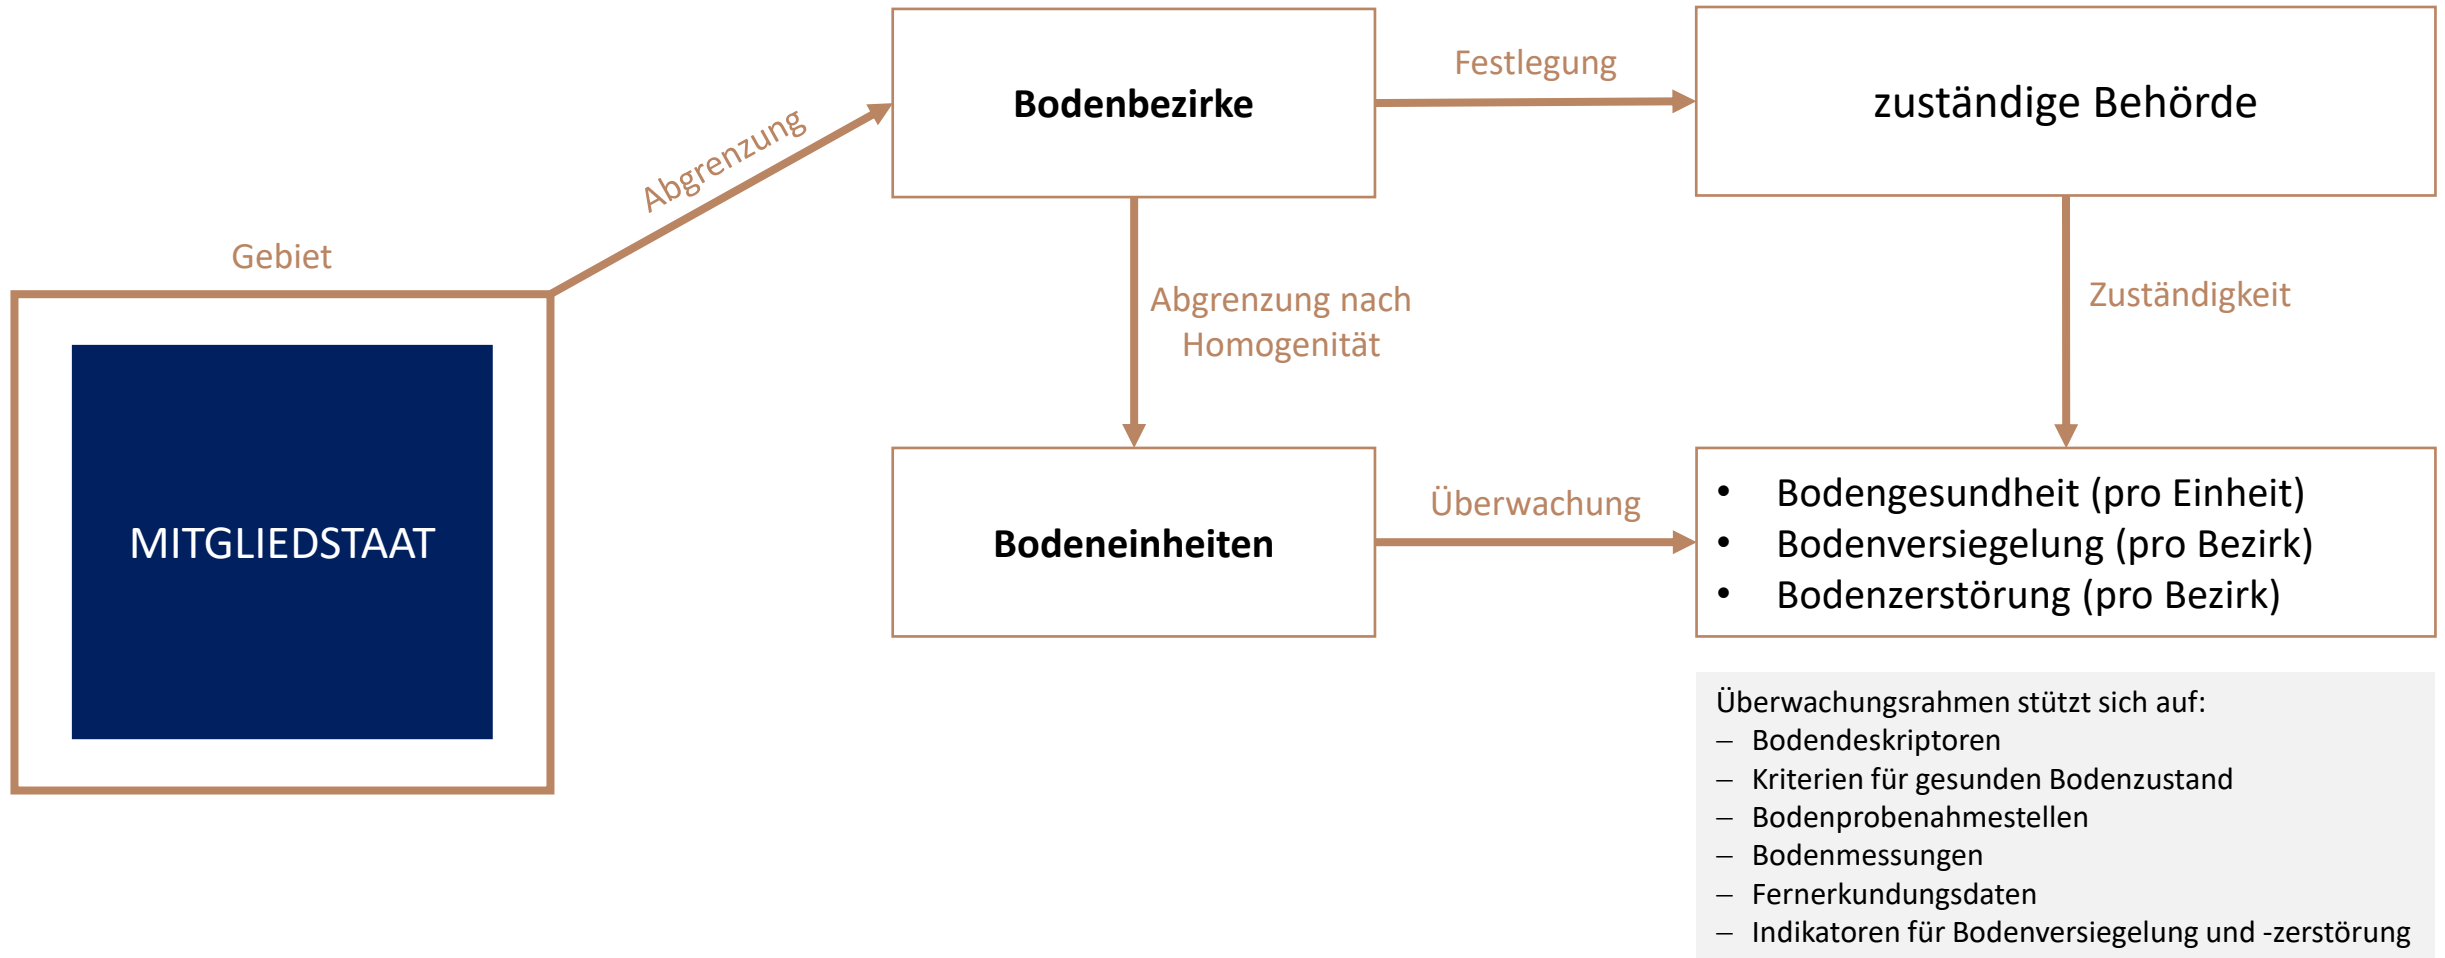 Gebiet
MITGLIEDSTAAT
Abgrenzung
Bodenbezirke
Festlegung
zuständige Behörde
Abgrenzung nach
Homogenität
Zuständigkeit
Bodeneinheiten
Überwachung
• Bodengesundheit (pro Einheit)
• Bodenversiegelung (pro Bezirk)
• Bodenzerstörung (pro Bezirk)
Überwachungsrahmen stützt sich auf:
– Bodendeskriptoren
– Kriterien für gesunden Bodenzustand
– Bodenprobenahmestellen
– Bodenmessungen
– Fernerkundungsdaten
– Indikatoren für Bodenversiegelung und -zerstörung